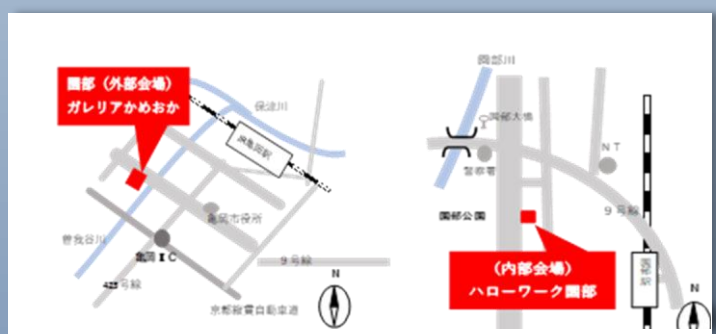 園部（外部会場）
ガレリアかめおか
保津川
JR亀岡駅
亀岡市役所
曽我谷川
亀岡IC
9号線
423号線
N
京都縦貫自動車道
園部川
園部大橋
警察署
NT
園部公園
9号線
（内部会場）
ハローワーク園部
園部駅
N